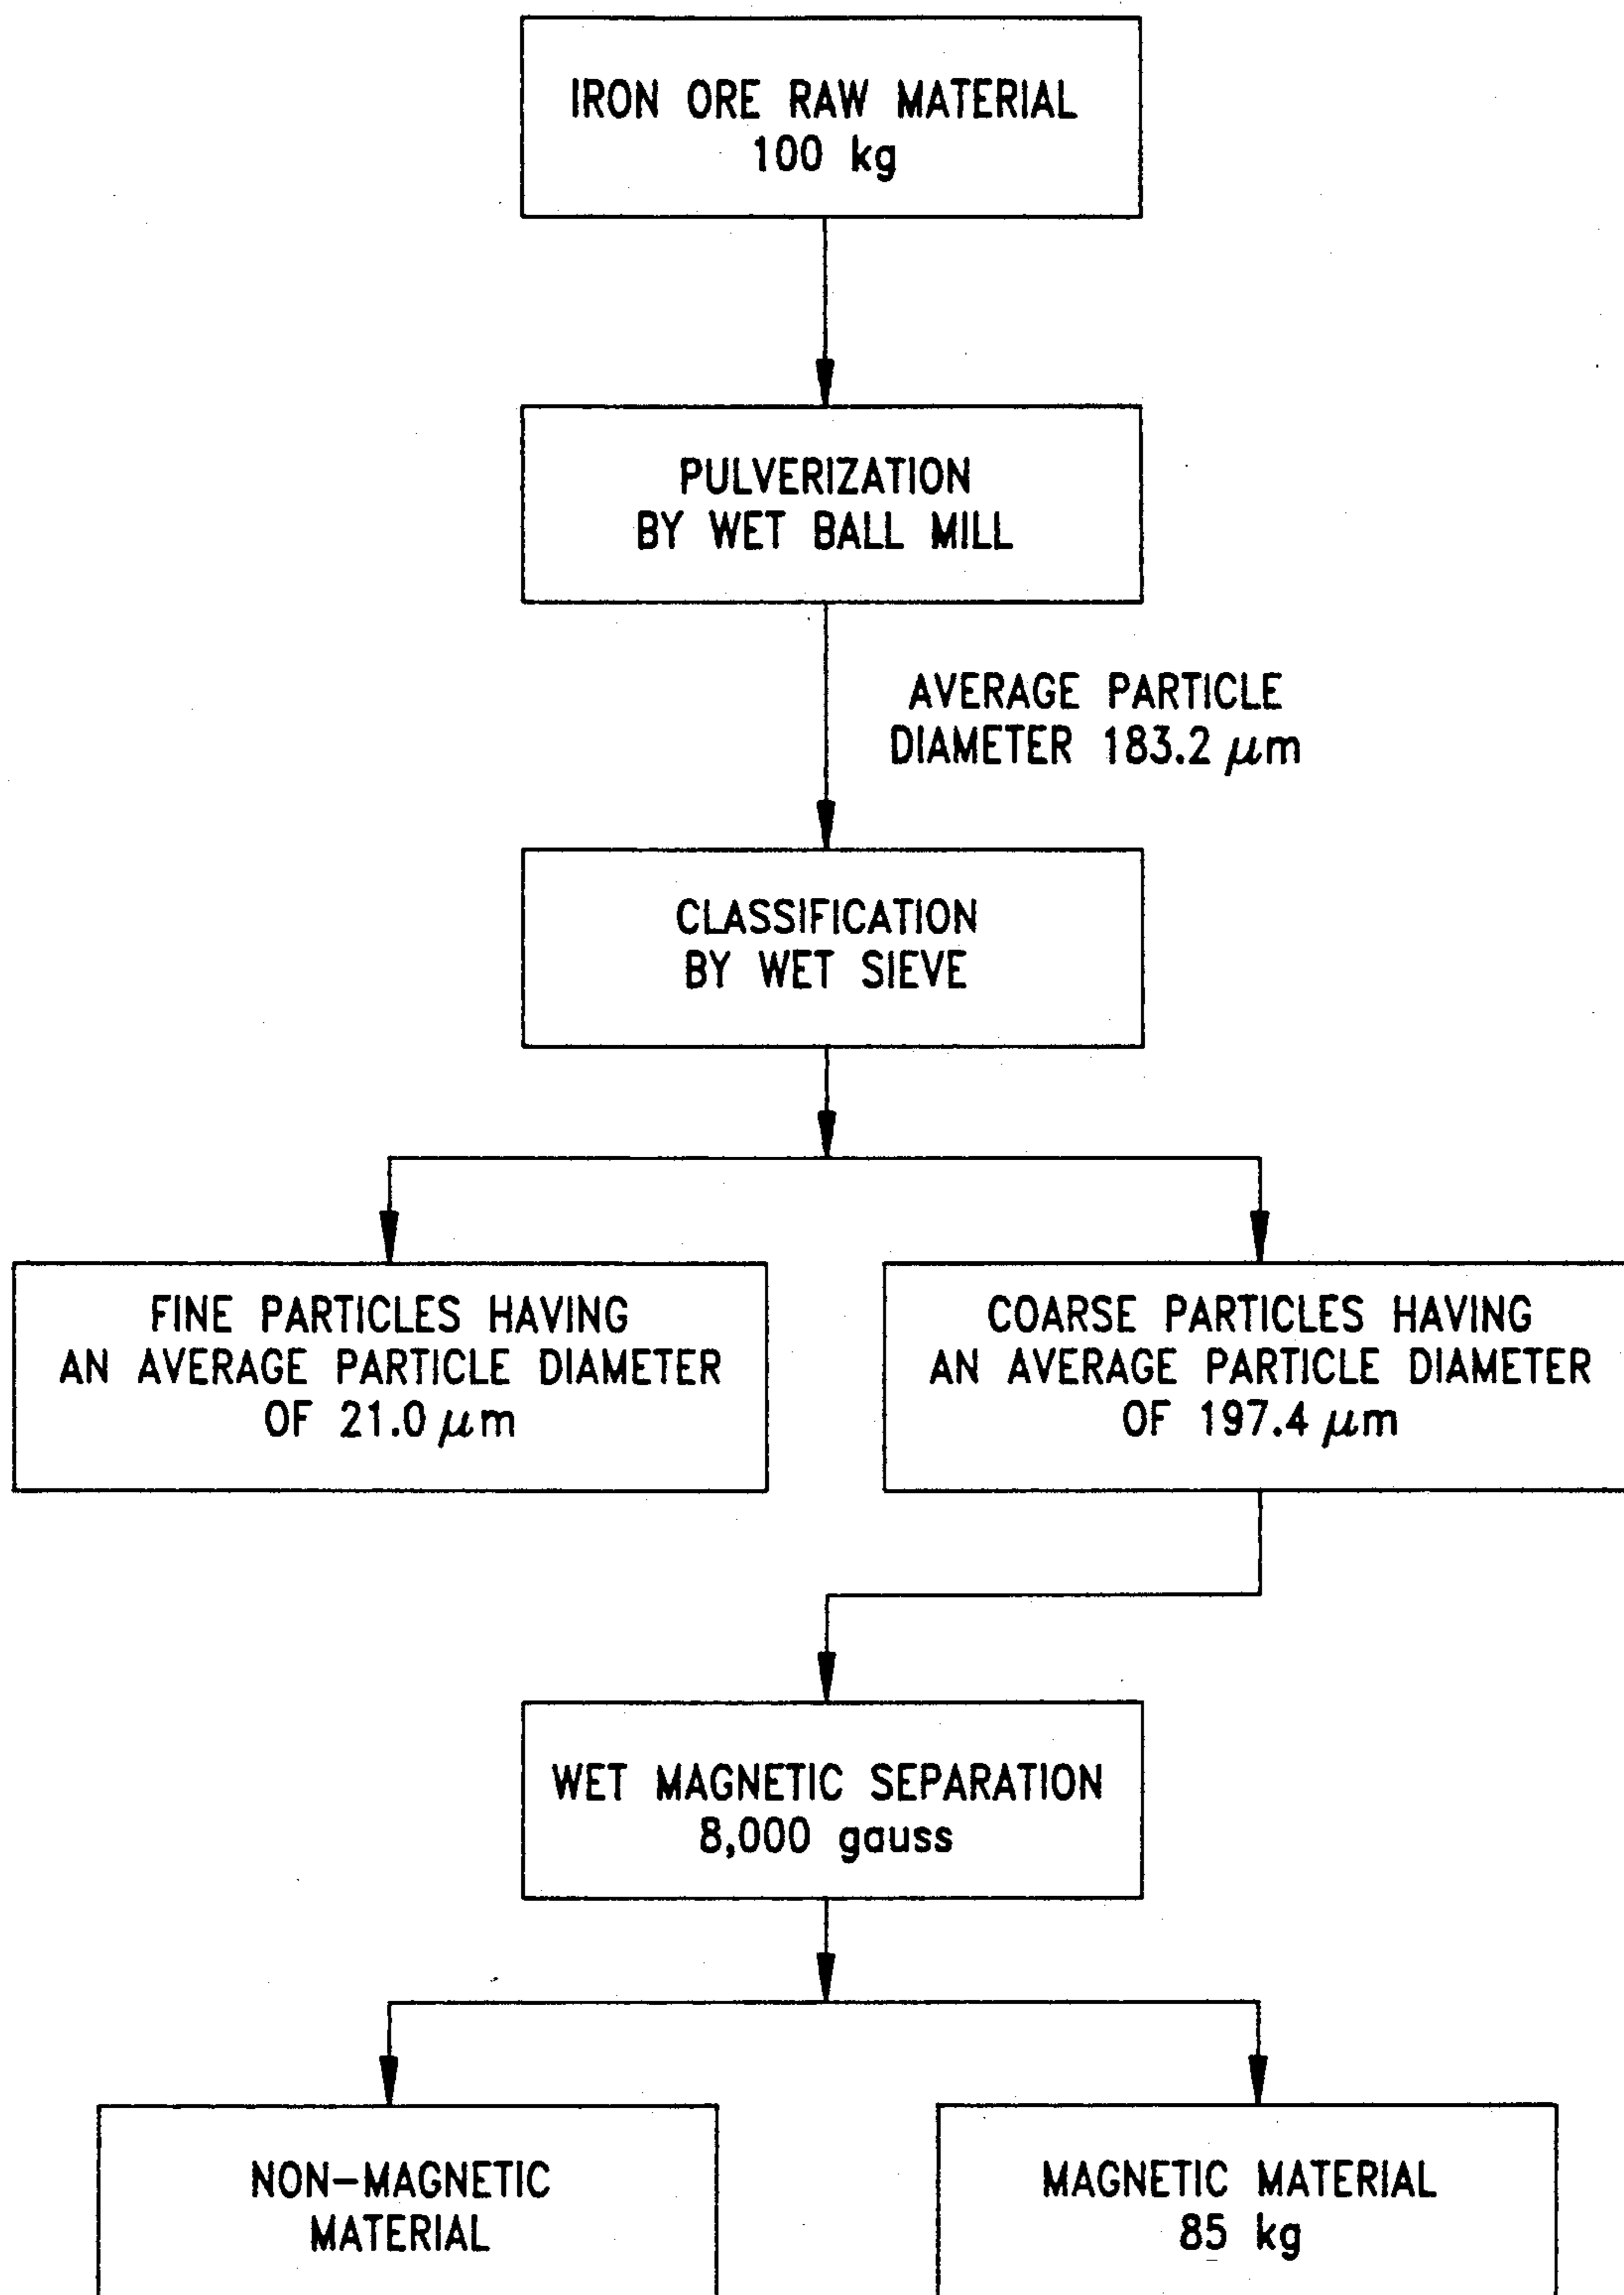 IRON ORE RAW MATERIAL
100 kg
PULVERIZATION
BY WET BALL MILL
AVERAGE PARTICLE
DIAMETER 183.2 μm
CLASSIFICATION
BY WET SIEVE
FINE PARTICLES HAVING
AN AVERAGE PARTICLE DIAMETER
OF 21.0 μm
COARSE PARTICLES HAVING
AN AVERAGE PARTICLE DIAMETER
OF 197.4 μm
WET MAGNETIC SEPARATION
8,000 gauss
NON-MAGNETIC
MATERIAL
MAGNETIC MATERIAL
85 kg